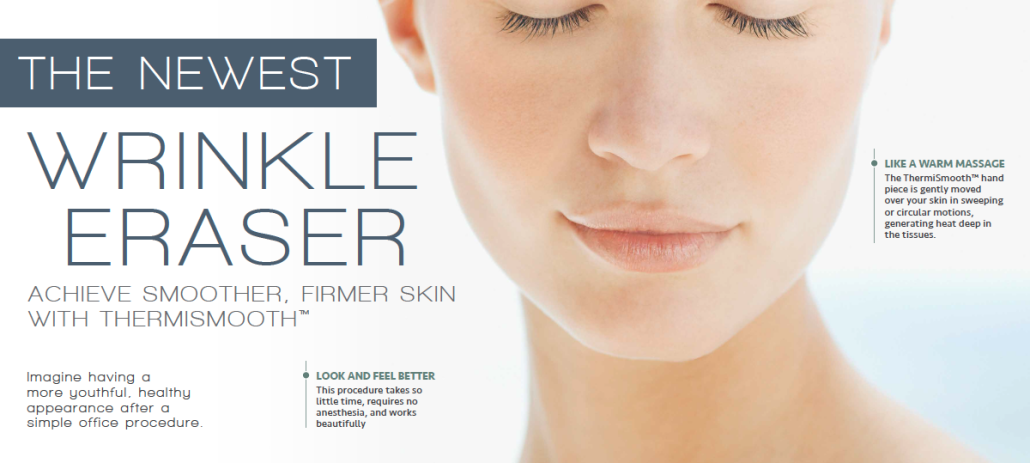 THE NEWEST
WRINKLE
ERASER
ACHIEVE SMOOTHER, FIRMER SKIN
WITH THERMISMOOTH™
Imagine having a
more youthful, healthy
appearance after a
simple office procedure.
LOOK AND FEEL BETTER
This procedure takes so
little time, requires no
anesthesia, and works
beautifully
LIKE A WARM MASSAGE
The ThermiSmooth™ hand
piece is gently moved
over your skin in sweeping
or circular motions,
generating heat deep in
the tissues.